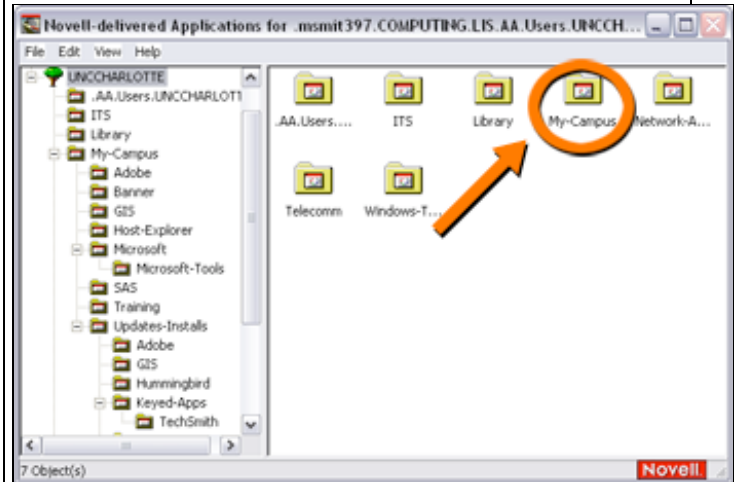 Novell-delivered Applications for .msmit397.COMPUTING.LIS.AA.Users.UNCCH...
File Edit View Help
UNCCHARLOTTE
.AA.Users.UNCCHARLOTT
ITS
Library
My-Campus
Adobe
Banner
GIS
Host-Explorer
Microsoft
Microsoft-Tools
SAS
Training
Updates-Installs
Adobe
GIS
Hummingbird
Keyed-Apps
TechSmith
.AA.Users.... ITS Library My-Campus Network-A...
Telecomm Windows-T...
7 Object(s)
Novell.